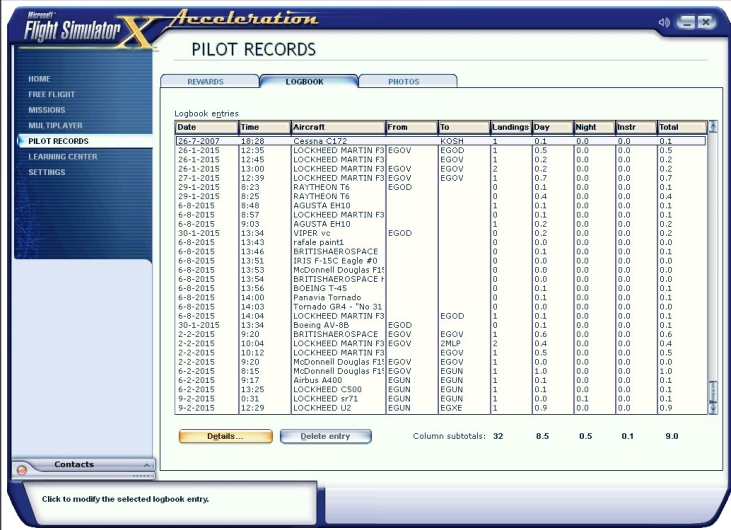 Microsoft
Flight Simulator X Acceleration
PILOT RECORDS
HOME
FREE FLIGHT
MISSIONS
MULTIPLAYER
PILOT RECORDS
LEARNING CENTER
SETTINGS
REWARDS LOGBOOK PHOTOS
Logbook entries
Date Time Aircraft From To Landings Day Night Instr Total
26-7-2007 18:28 Cessna C172 KOSH 1 0.1 0.0 0.0 0.1
26-1-2015 12:35 LOCKHEED MARTIN F3 EGOV EGOD 1 0.5 0.0 0.0 0.5
26-1-2015 12:45 LOCKHEED MARTIN F3 EGOV 1 0.2 0.0 0.0 0.2
26-1-2015 13:00 LOCKHEED MARTIN F3 EGOV EGOV 2 0.2 0.0 0.0 0.2
27-1-2015 12:39 LOCKHEED MARTIN F3 EGOV EGOV 1 0.7 0.0 0.0 0.7
29-1-2015 8:23 RAYTHEON T6 EGOD 0 0.1 0.0 0.0 0.1
29-1-2015 8:25 RAYTHEON T6 0 0.4 0.0 0.0 0.4
6-8-2015 8:48 AGUSTA EH10 1 0.1 0.0 0.0 0.1
6-8-2015 8:57 LOCKHEED MARTIN F3 0 0.1 0.0 0.0 0.1
6-8-2015 9:03 AGUSTA EH10 1 0.2 0.0 0.0 0.2
30-1-2015 13:34 VIPER vc EGOD 0 0.2 0.0 0.0 0.2
6-8-2015 13:43 rafale paint1 0 0.0 0.0 0.0 0.0
6-8-2015 13:46 BRITISHAEROSPACE 0 0.1 0.0 0.0 0.1
6-8-2015 13:51 IRIS F-15C Eagle #0 0 0.0 0.0 0.0 0.0
6-8-2015 13:53 McDonnell Douglas F15 0 0.0 0.0 0.0 0.0
6-8-2015 13:54 BRITISHAEROSPACE H 0 0.0 0.0 0.0 0.0
6-8-2015 13:56 BOEING T-45 0 0.1 0.0 0.0 0.1
6-8-2015 14:00 Panavia Tornado 0 0.1 0.0 0.0 0.1
6-8-2015 14:03 Tornado GR4 - "No 31 0 0.0 0.0 0.0 0.0
6-8-2015 14:04 LOCKHEED MARTIN F3 EGOD 1 0.1 0.0 0.0 0.1
30-1-2015 13:34 Boeing AV-8B EGOD 0 0.1 0.0 0.0 0.1
2-2-2015 9:20 BRITISHAEROSPACE EGOV EGOV 1 0.6 0.0 0.0 0.6
2-2-2015 10:04 LOCKHEED MARTIN F3 EGOV 2MLP 2 0.4 0.0 0.0 0.4
2-2-2015 10:12 LOCKHEED MARTIN F3 EGOV 1 0.5 0.0 0.0 0.5
2-2-2015 9:20 McDonnell Douglas F15 EGOV EGOV 0 0.0 0.0 0.0 0.0
6-2-2015 8:15 McDonnell Douglas F15 EGOV EGUN 1 1.0 0.0 0.0 1.0
6-2-2015 9:17 Airbus A400 EGUN EGUN 1 0.1 0.0 0.0 0.1
6-2-2015 13:25 LOCKHEED C500 EGUN EGUN 1 0.1 0.0 0.0 0.1
9-2-2015 0:31 LOCKHEED sr71 EGUN EGUN 1 0.0 0.1 0.0 0.1
9-2-2015 12:29 LOCKHEED U2 EGUN EGXE 1 0.9 0.0 0.0 0.9
Details... Delete entry Column subtotals: 32 8.5 0.5 0.1 9.0
Contacts
Click to modify the selected logbook entry.